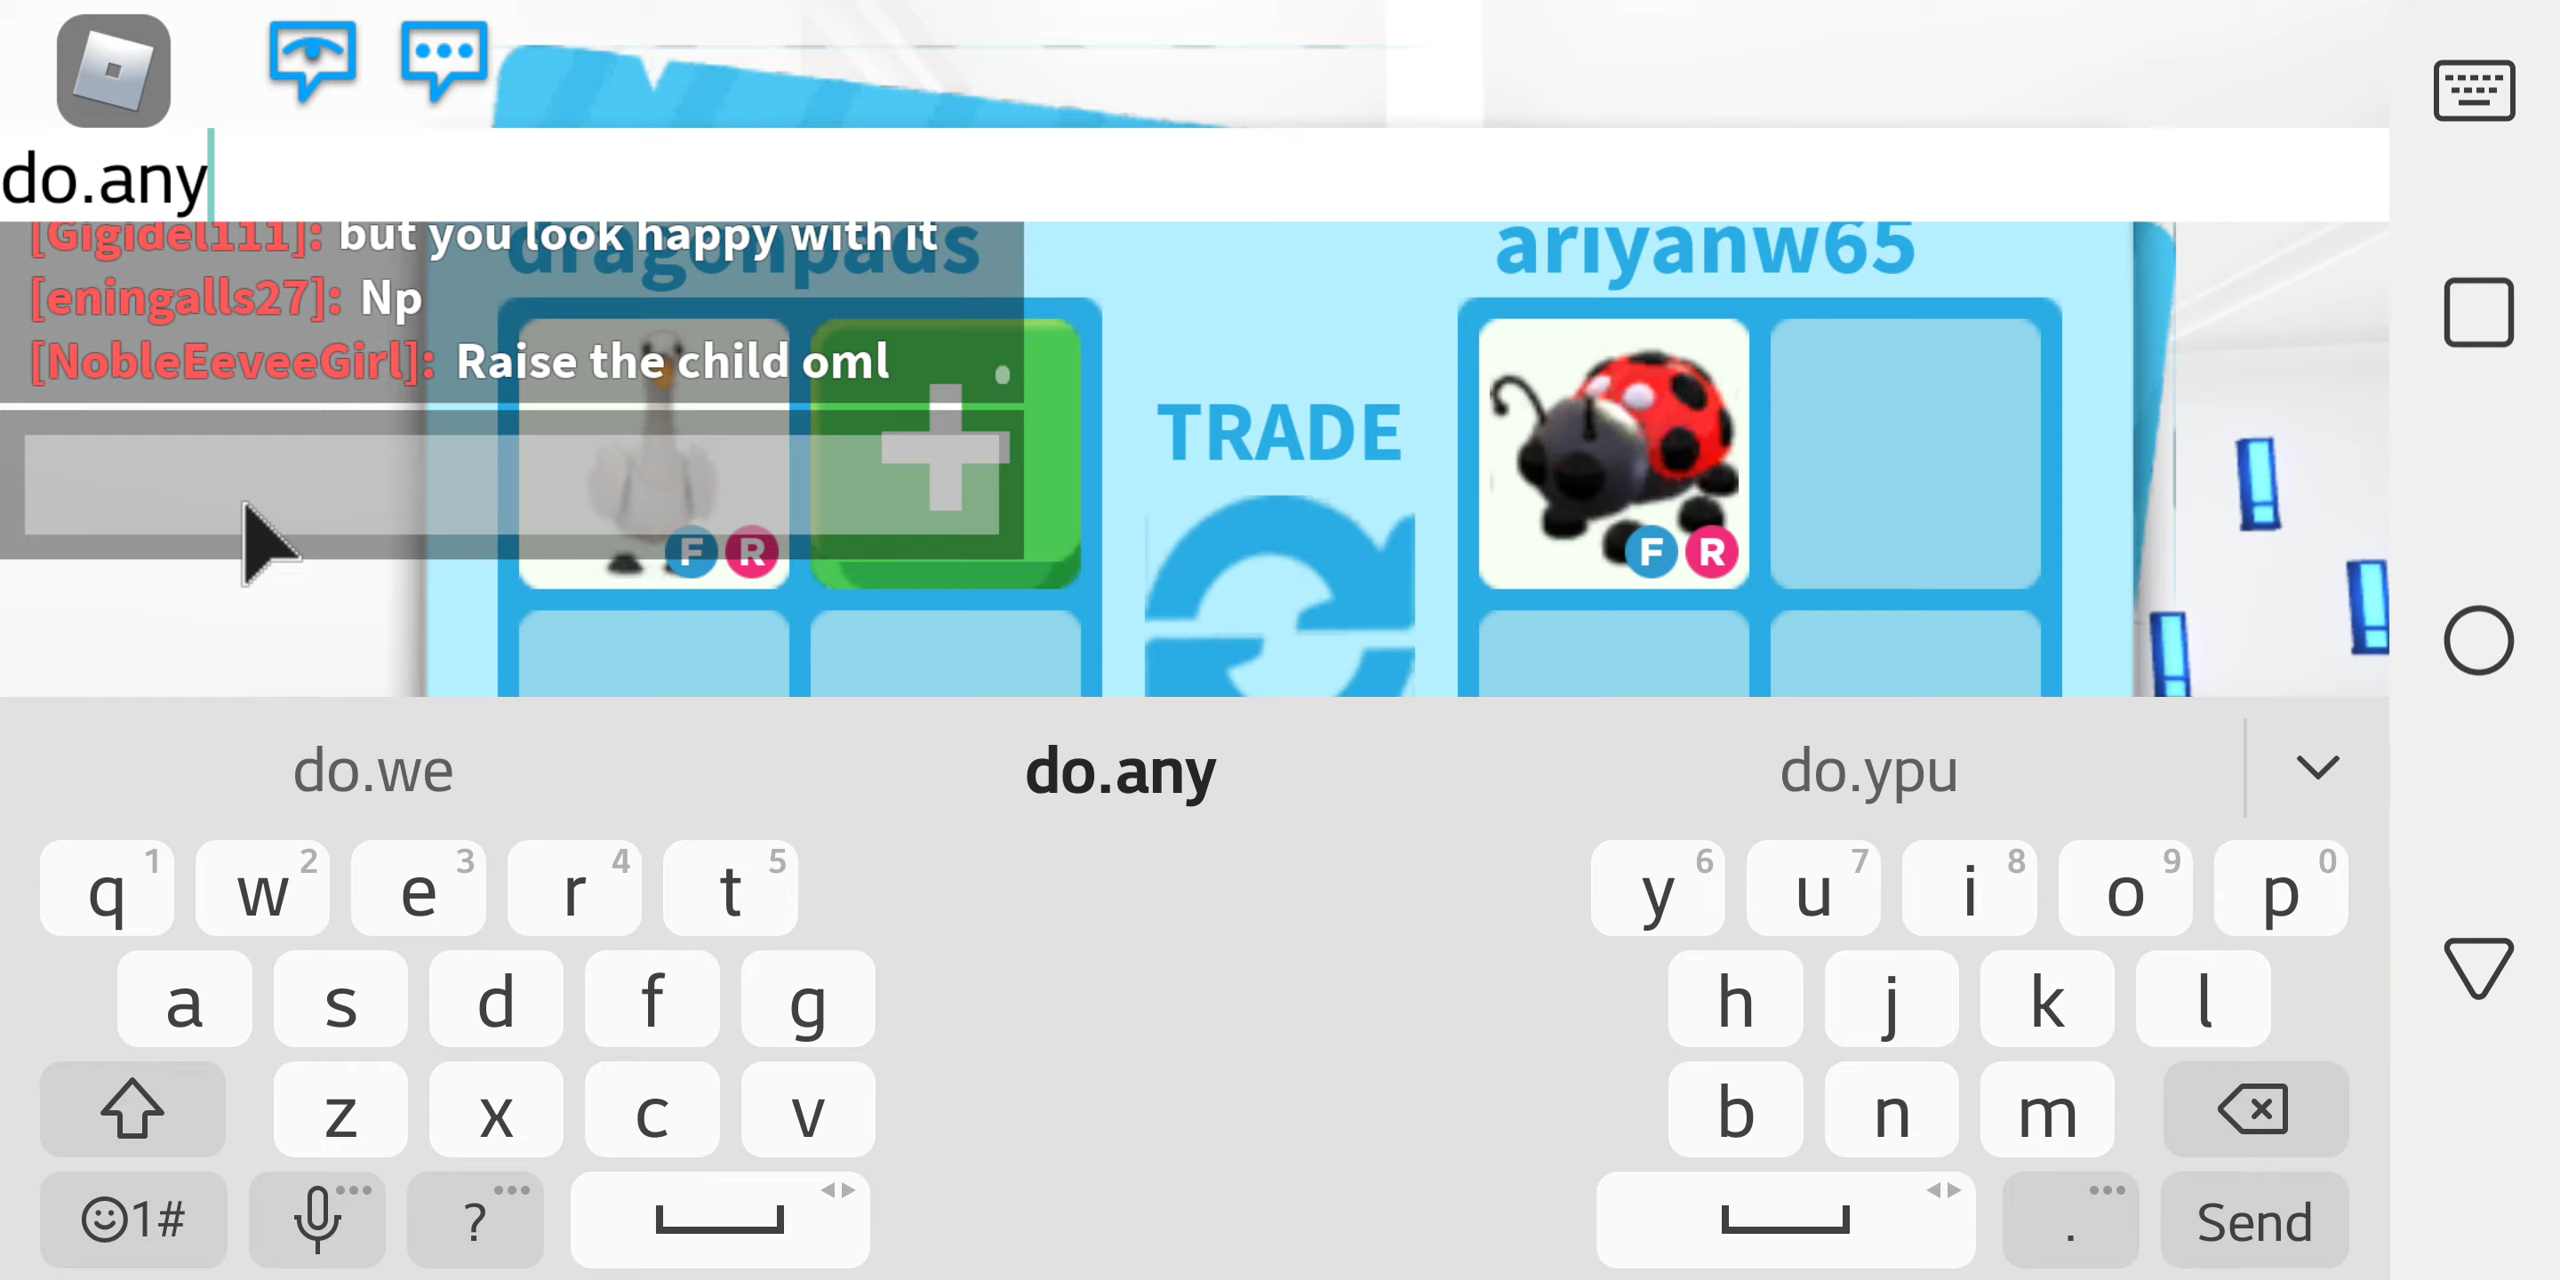 do.any
[Gigidel111]: but you look happy with it
[eningalls27]: Np
[NobleEeveeGirl]: Raise the child oml
dragonpads
ariyanw65
TRADE
F R
F R
do.we do.any do.ypu
q 1 w 2 e 3 r 4 t 5 y 6 u 7 i 8 o 9 p 0
a s d f g h j k l
z x c v b n m
1# ? . Send